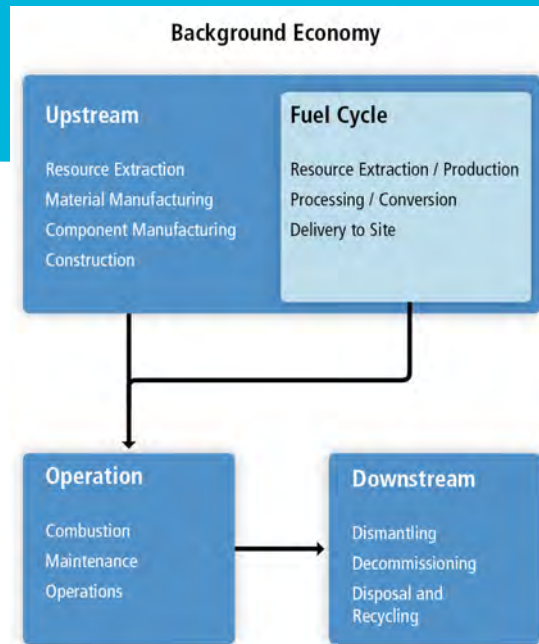 Background Economy
Upstream
Resource Extraction
Material Manufacturing
Component Manufacturing
Construction
Fuel Cycle
Resource Extraction / Production
Processing / Conversion
Delivery to Site
Operation
Combustion
Maintenance
Operations
Downstream
Dismantling
Decommissioning
Disposal and
Recycling